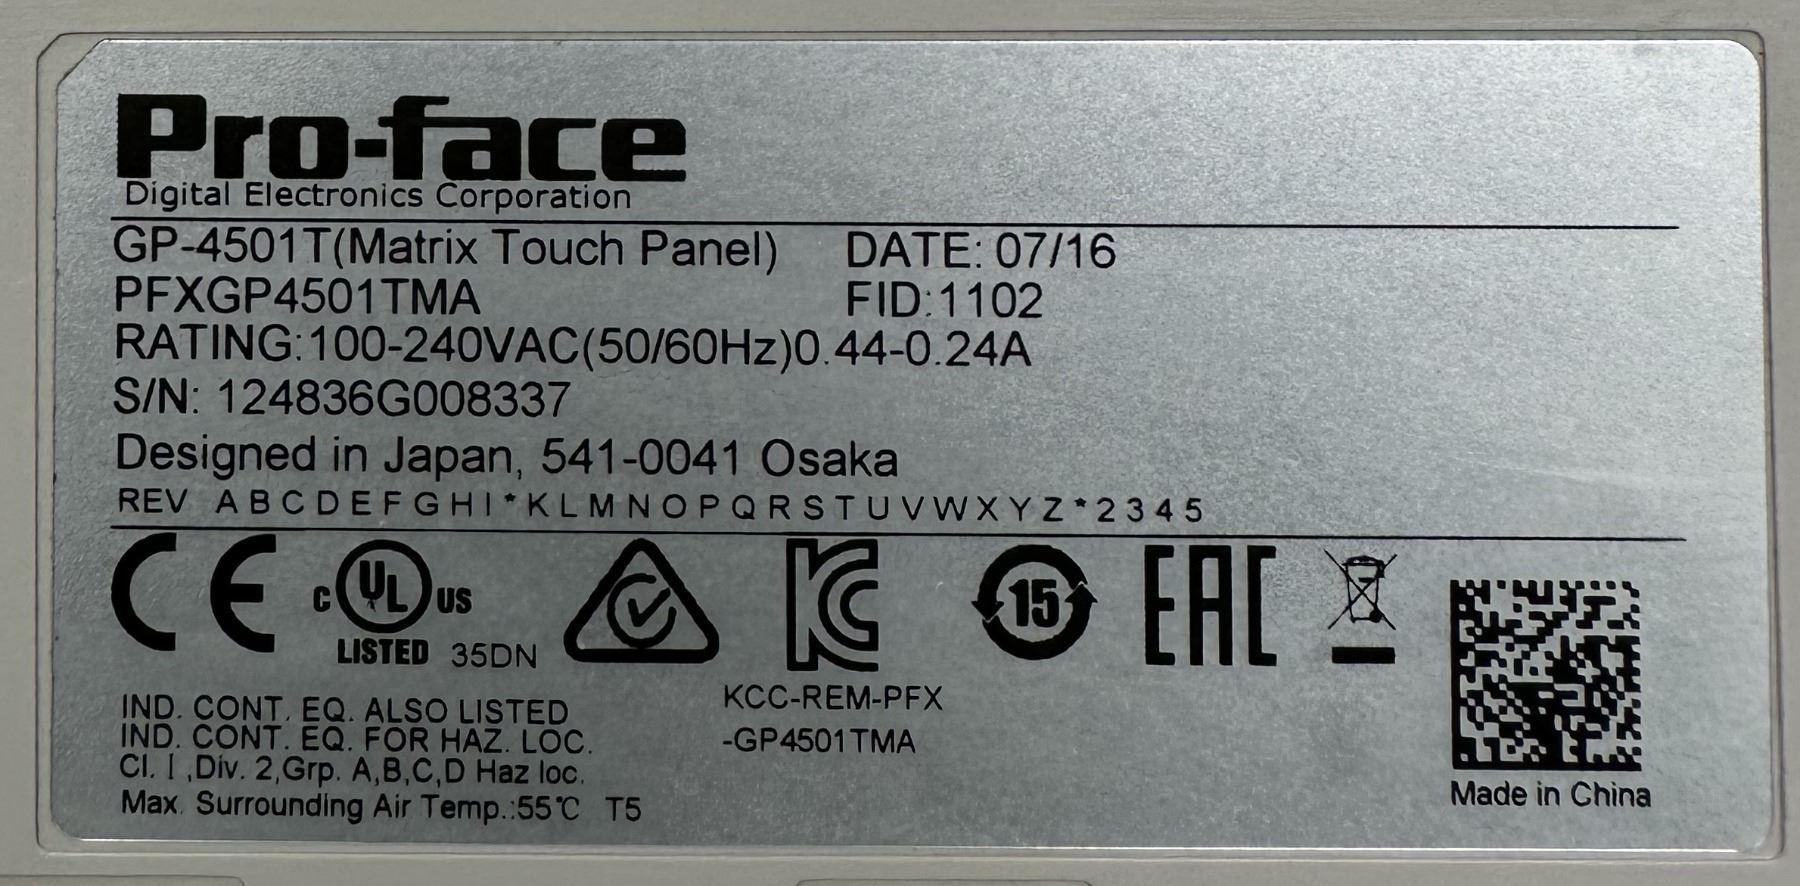 Pro-face
Digital Electronics Corporation
GP-4501T(Matrix Touch Panel) DATE: 07/16
PFXGP4501TMA FID:1102
RATING:100-240VAC(50/60Hz)0.44-0.24A
S/N: 124836G008337
Designed in Japan, 541-0041 Osaka
REV A B C D E F G H I * K L M N O P Q R S T U V W X Y Z * 2 3 4 5
CE c UL US LISTED 35DN KC 15 EAC
KCC-REM-PFX
-GP4501TMA
IND. CONT. EQ. ALSO LISTED
IND. CONT. EQ. FOR HAZ. LOC.
Cl. I ,Div. 2,Grp. A,B,C,D Haz loc.
Max. Surrounding Air Temp.:55℃ T5
Made in China